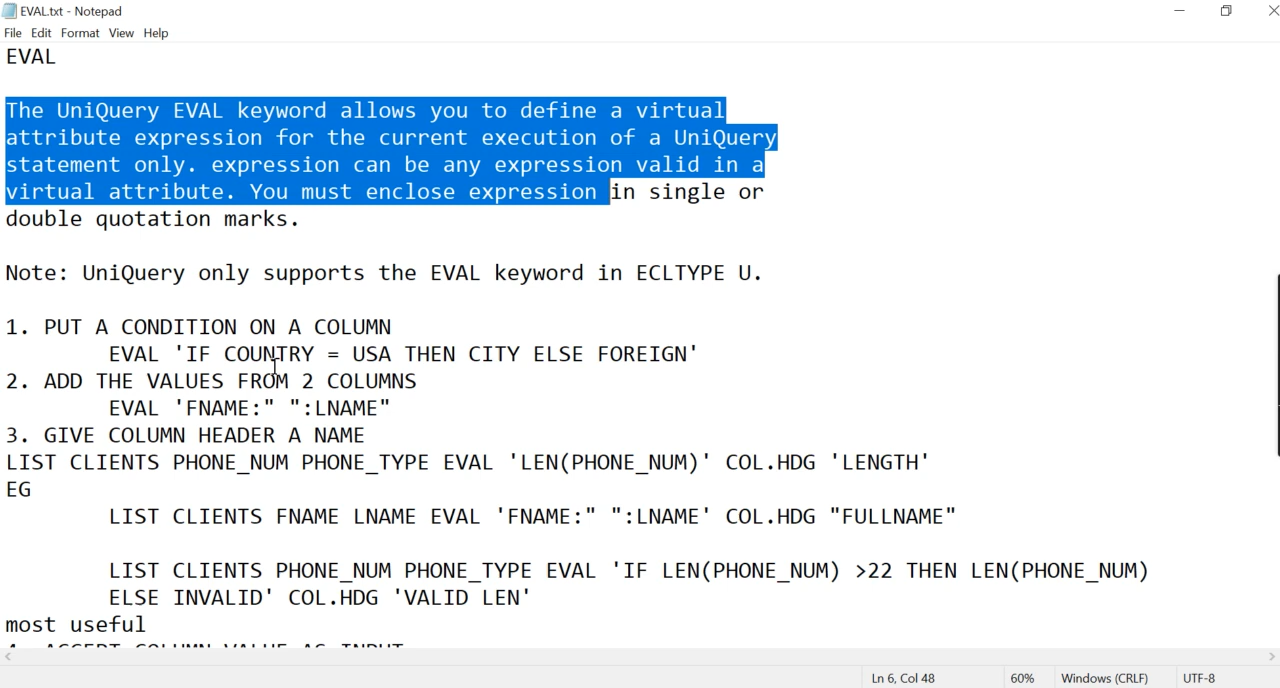 EVAL.txt - Notepad
File Edit Format View Help
EVAL
The UniQuery EVAL keyword allows you to define a virtual
attribute expression for the current execution of a UniQuery
statement only. expression can be any expression valid in a
virtual attribute. You must enclose expression in single or
double quotation marks.
Note: UniQuery only supports the EVAL keyword in ECLTYPE U.
1. PUT A CONDITION ON A COLUMN
EVAL 'IF COUNTRY = USA THEN CITY ELSE FOREIGN'
2. ADD THE VALUES FROM 2 COLUMNS
EVAL 'FNAME:" ":LNAME"
3. GIVE COLUMN HEADER A NAME
LIST CLIENTS PHONE_NUM PHONE_TYPE EVAL 'LEN(PHONE_NUM)' COL.HDG 'LENGTH'
EG
LIST CLIENTS FNAME LNAME EVAL 'FNAME:" ":LNAME' COL.HDG "FULLNAME"
LIST CLIENTS PHONE_NUM PHONE_TYPE EVAL 'IF LEN(PHONE_NUM) >22 THEN LEN(PHONE_NUM)
ELSE INVALID' COL.HDG 'VALID LEN'
most useful
4. ACCEPT COLUMN VALUE AS INPUT
Ln 6, Col 48 60% Windows (CRLF) UTF-8